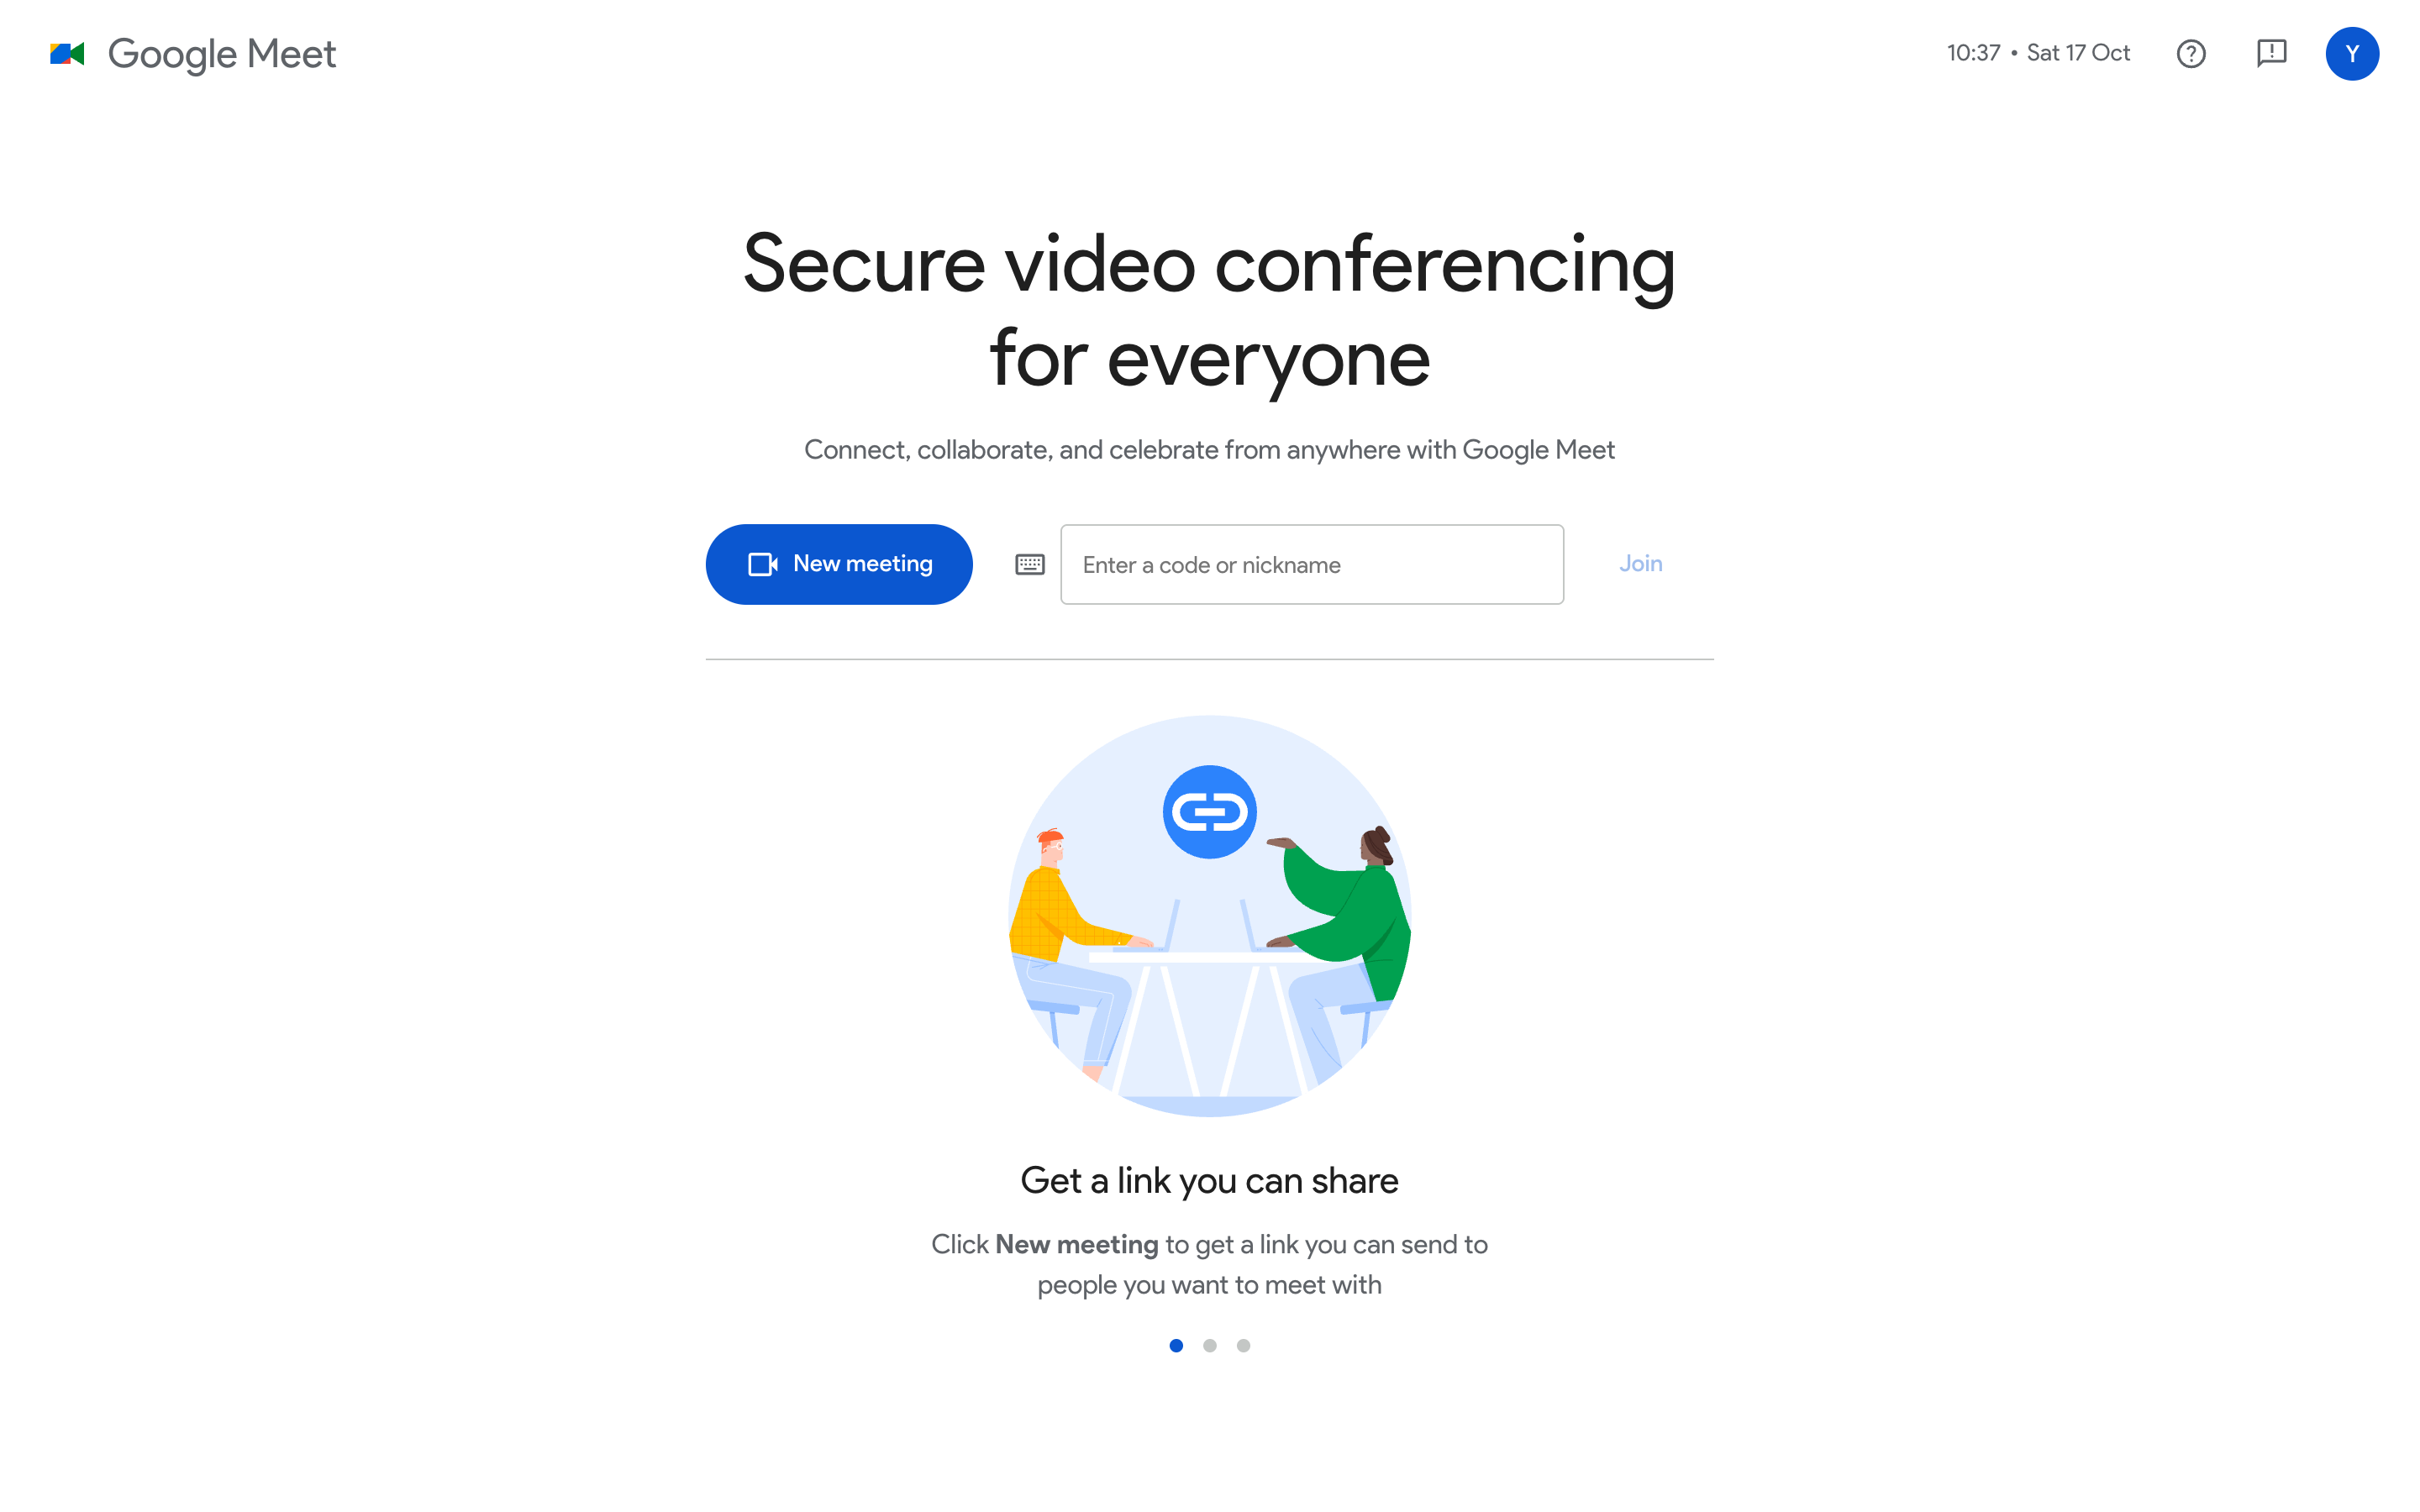 Google Meet
10:37 • Sat 17 Oct
Y
Secure video conferencing
for everyone
Connect, collaborate, and celebrate from anywhere with Google Meet
New meeting
Enter a code or nickname
Join
Get a link you can share
Click New meeting to get a link you can send to
people you want to meet with